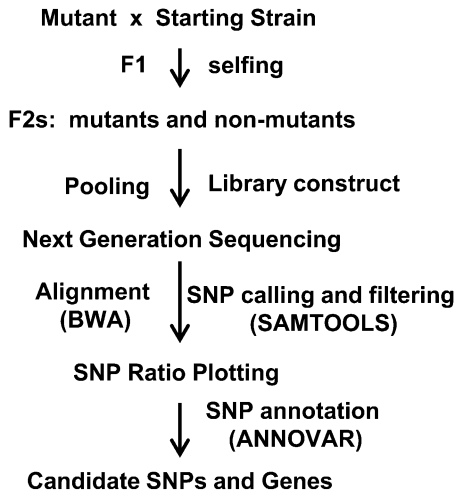 Mutant x Starting Strain
F1 selfing
F2s: mutants and non-mutants
Pooling Library construct
Next Generation Sequencing
Alignment
(BWA)
SNP calling and filtering
(SAMTOOLS)
SNP Ratio Plotting
SNP annotation
(ANNOVAR)
Candidate SNPs and Genes